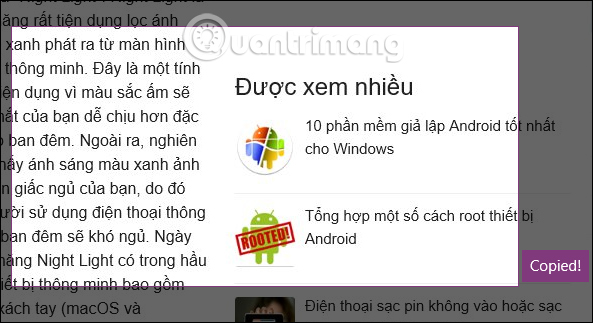 Quantrimang
ăng rất tiện dụng lọc ánh
xanh phát ra từ màn hình
thông minh. Đây là một tính
ện dụng vì màu sắc ấm sẽ
mắt của bạn dễ chịu hơn đặc
ban đêm. Ngoài ra, nghiên
hấy ánh sáng màu xanh ảnh
n giấc ngủ của bạn, do đó
ười sử dụng điện thoại thông
ban đêm sẽ khó ngủ. Ngày
năng Night Light có trong hầu
iết bị thông minh bao gồm
xách tay (macOS và
Được xem nhiều
10 phần mềm giả lập Android tốt nhất
cho Windows
ROOTED!
Tổng hợp một số cách root thiết bị
Android
Điện thoại sạc pin không vào hoặc sạc
Copied!